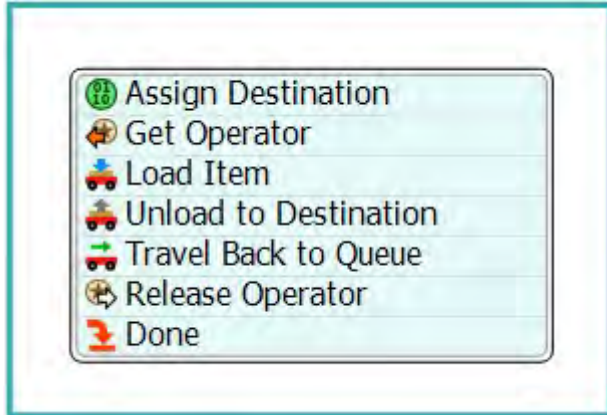 Assign Destination
Get Operator
Load Item
Unload to Destination
Travel Back to Queue
Release Operator
Done